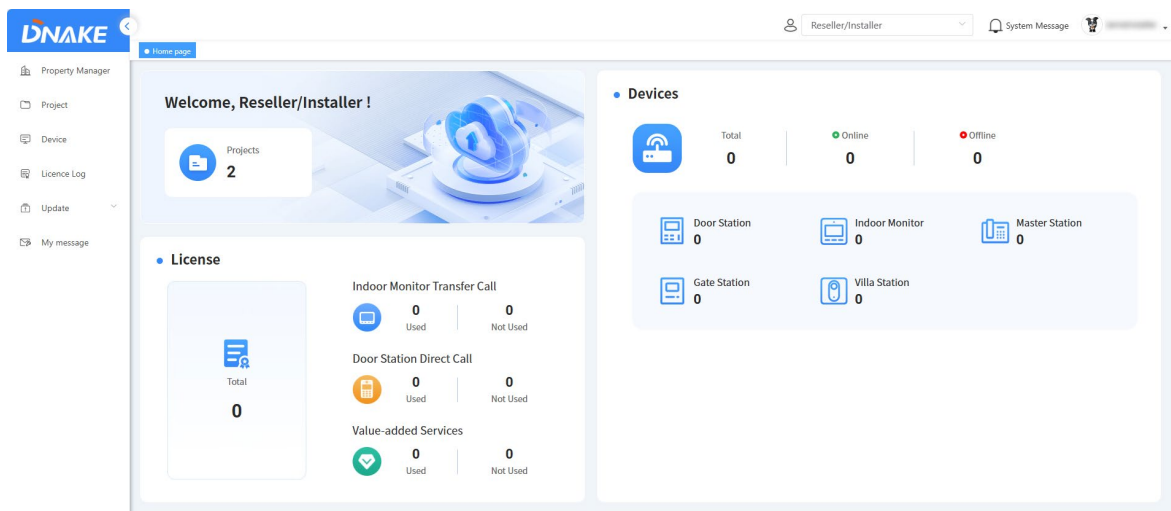 DNAKE
Reseller/Installer
System Message
Home page
Property Manager
Project
Device
Licence Log
Update
My message
Welcome, Reseller/Installer !
Projects
2
License
Total
0
Indoor Monitor Transfer Call
0 0
Used Not Used
Door Station Direct Call
0 0
Used Not Used
Value-added Services
0 0
Used Not Used
Devices
Total Online Offline
0 0 0
Door Station Indoor Monitor Master Station
0 0 0
Gate Station Villa Station
0 0